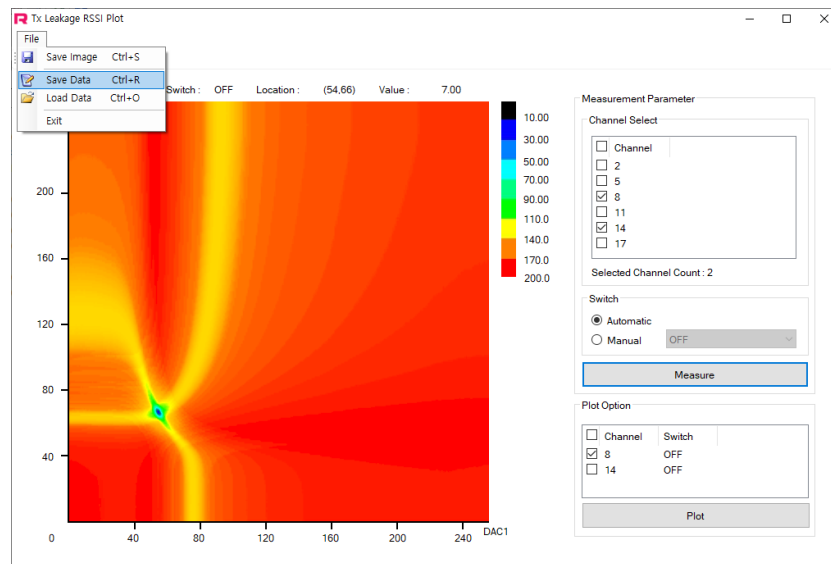 Tx Leakage RSSI Plot
File
Save Image Ctrl+S
Save Data Ctrl+R
Load Data Ctrl+O
Exit
Switch : OFF Location : (54,66) Value : 7.00
10.00
30.00
50.00
70.00
90.00
110.0
140.0
170.0
200.0
200
160
120
80
40
0 40 80 120 160 200 240 DAC1
Measurement Parameter
Channel Select
Channel
2
5
8
11
14
17
Selected Channel Count : 2
Switch
Automatic
Manual OFF
Measure
Plot Option
Channel Switch
8 OFF
14 OFF
Plot